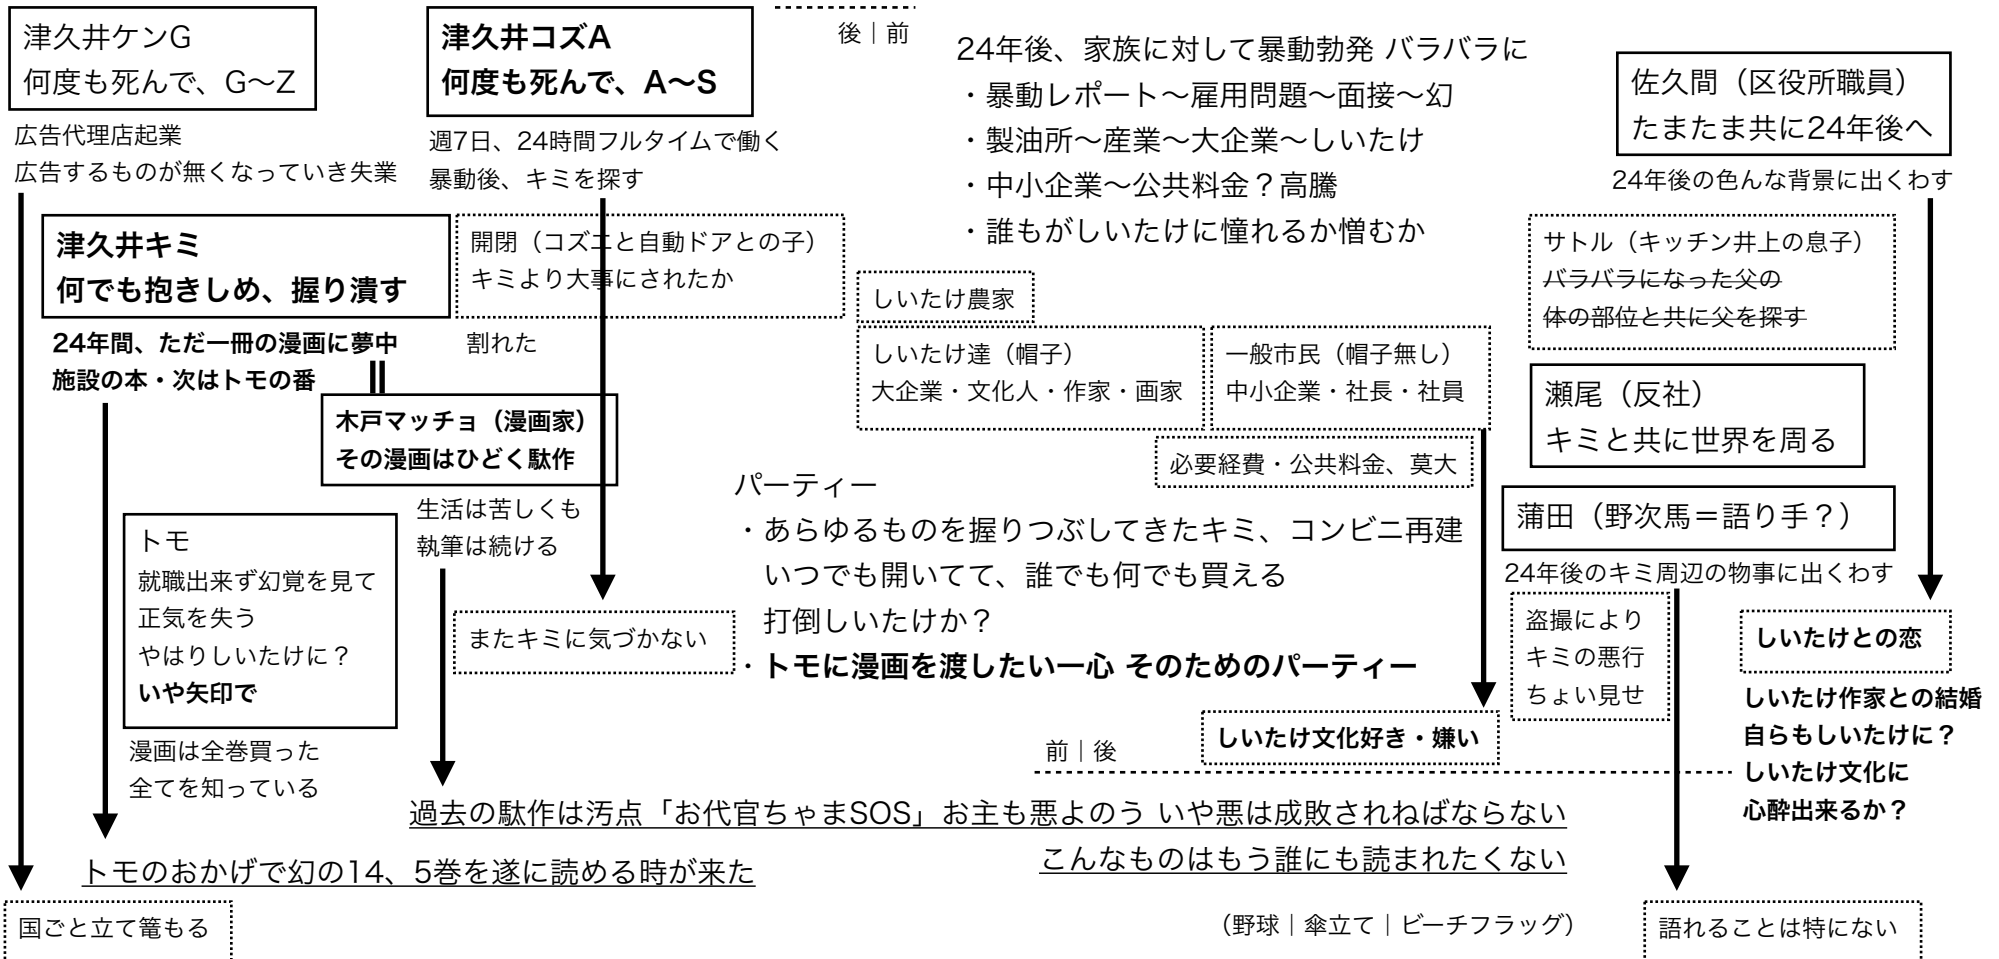 津久井ケンG
何度も死んで、G〜Z
広告代理店起業
広告するものが無くなっていき失業
津久井コズA
何度も死んで、A〜S
週7日、24時間フルタイムで働く
暴動後、キミを探す
後｜前
24年後、家族に対して暴動勃発 バラバラに
・暴動レポート〜雇用問題〜面接〜幻
・製油所〜産業〜大企業〜しいたけ
・中小企業〜公共料金？高騰
・誰もがしいたけに憧れるか憎むか
佐久間（区役所職員）
たまたま共に24年後へ
24年後の色んな背景に出くわす
津久井キミ
何でも抱きしめ、握り潰す
24年間、ただ一冊の漫画に夢中
施設の本・次はトモの番
開閉（コズエと自動ドアとの子）
キミより大事にされたか
割れた
木戸マッチョ（漫画家）
その漫画はひどく駄作
生活は苦しくも
執筆は続ける
しいたけ農家
しいたけ達（帽子）
大企業・文化人・作家・画家
一般市民（帽子無し）
中小企業・社長・社員
必要経費・公共料金、莫大
サトル（キッチン井上の息子）
バラバラになった父の
体の部位と共に父を探す
瀬尾（反社）
キミと共に世界を周る
蒲田（野次馬＝語り手？）
24年後のキミ周辺の物事に出くわす
トモ
就職出来ず幻覚を見て
正気を失う
やはりしいたけに？
いや矢印で
漫画は全巻買った
全てを知っている
またキミに気づかない
パーティー
・あらゆるものを握りつぶしてきたキミ、コンビニ再建
いつでも開いてて、誰でも何でも買える
打倒しいたけか？
・トモに漫画を渡したい一心 そのためのパーティー
盗撮により
キミの悪行
ちょい見せ
しいたけとの恋
しいたけ作家との結婚
自らもしいたけに？
しいたけ文化に
心酔出来るか？
しいたけ文化好き・嫌い
前｜後
過去の駄作は汚点「お代官ちゃまSOS」お主も悪よのう いや悪は成敗されねばならない
こんなものはもう誰にも読まれたくない
トモのおかげで幻の14、5巻を遂に読める時が来た
国ごと立て篭もる
（野球｜傘立て｜ビーチフラッグ）
語れることは特にない